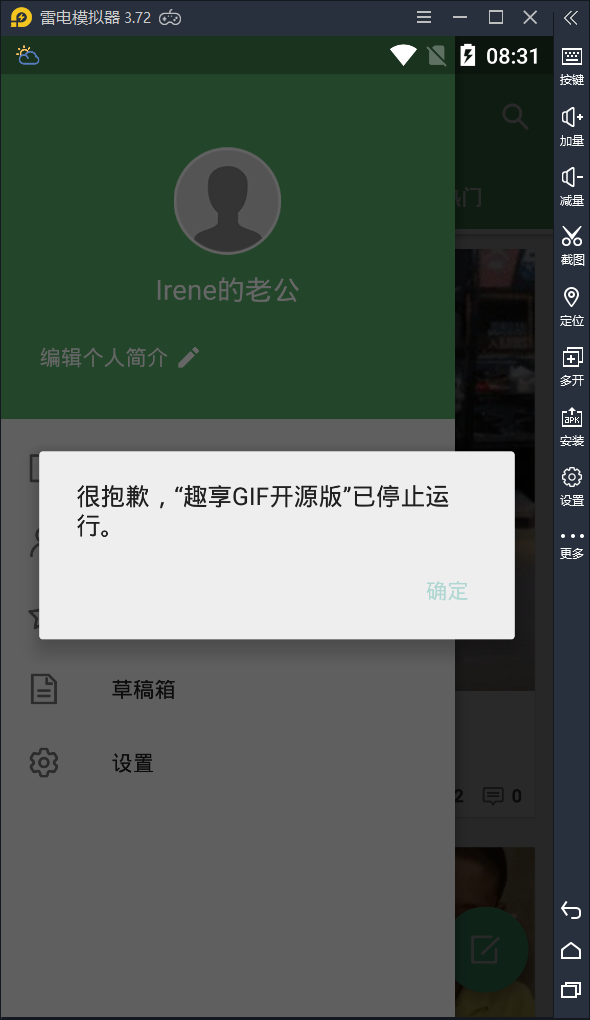 雷电模拟器 3.72
08:31
按键
加量
减量
截图
定位
多开
APK
安装
设置
更多
门
Irene的老公
编辑个人简介
很抱歉，“趣享GIF开源版”已停止运
行。
确定
草稿箱
设置
2
0